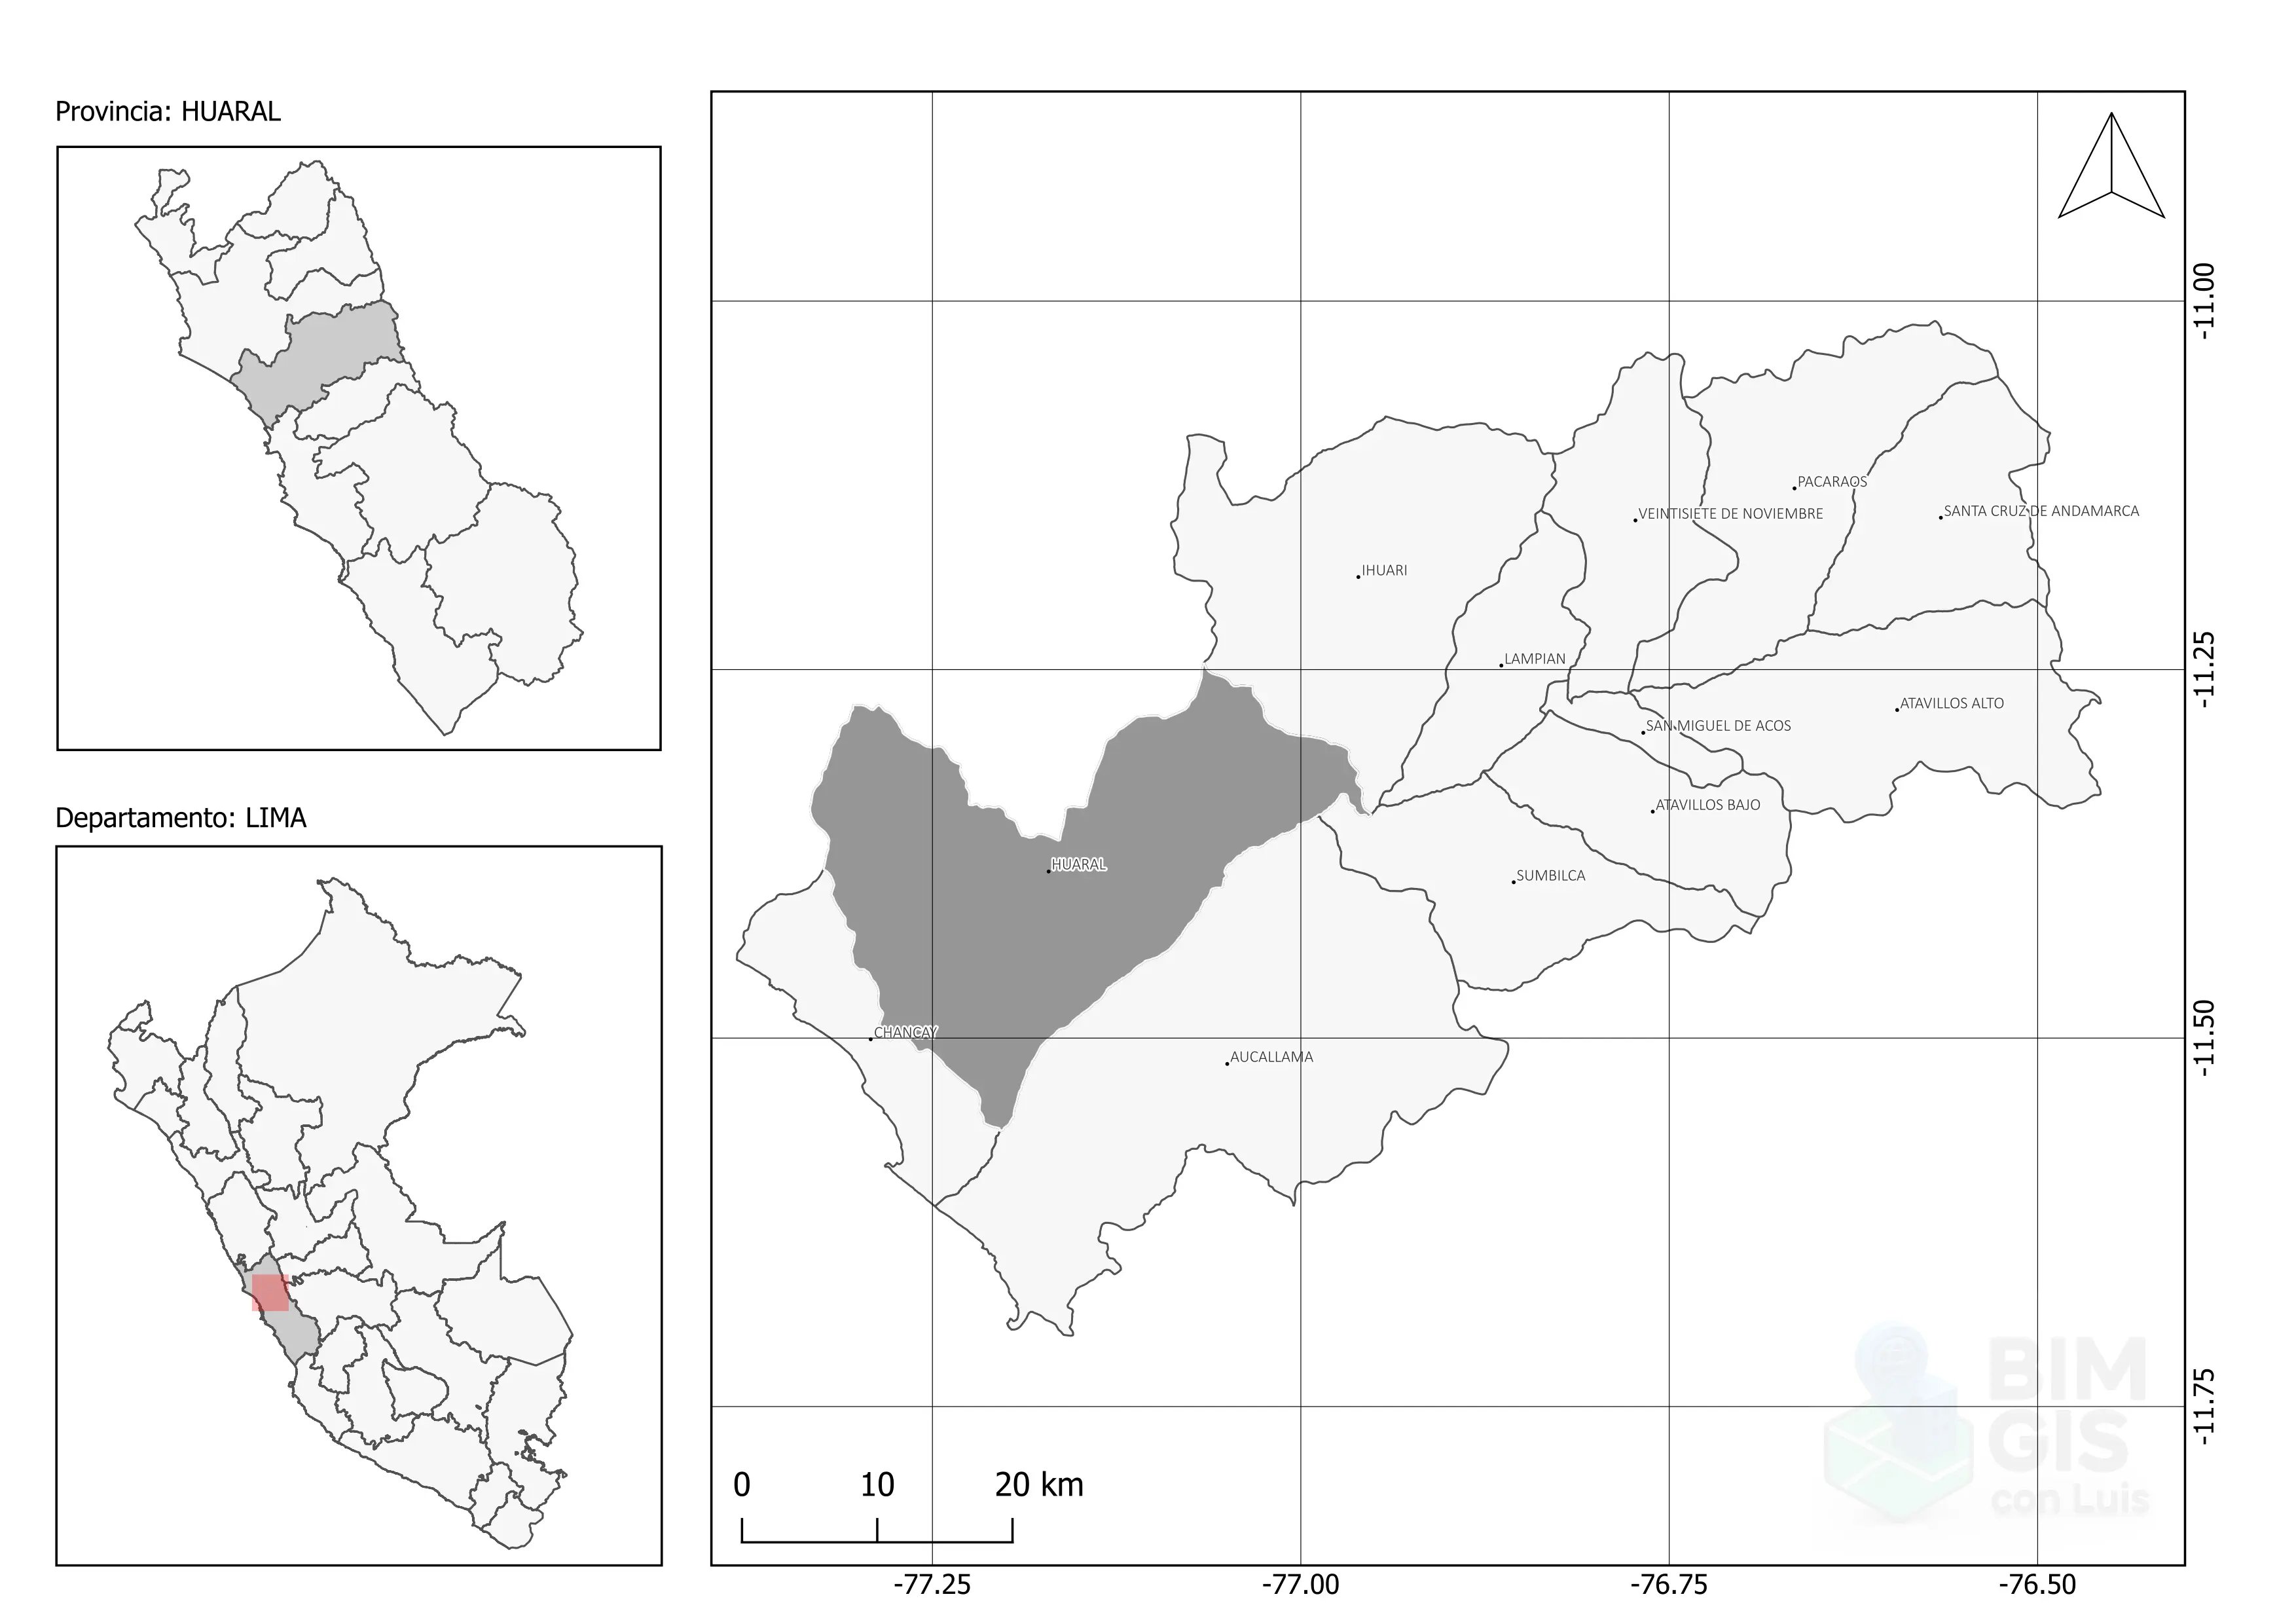 Provincia: HUARAL
Departamento: LIMA
PACARAOS
SANTA CRUZ DE ANDAMARCA
VEINTISIETE DE NOVIEMBRE
IHUARI
LAMPIAN
ATAVILLOS ALTO
SAN MIGUEL DE ACOS
ATAVILLOS BAJO
HUARAL
SUMBILCA
CHANCAY
AUCALLAMA
-11.00
-11.25
-11.50
-11.75
0 10 20 km
-77.25 -77.00 -76.75 -76.50
BIM
GIS
con Luis